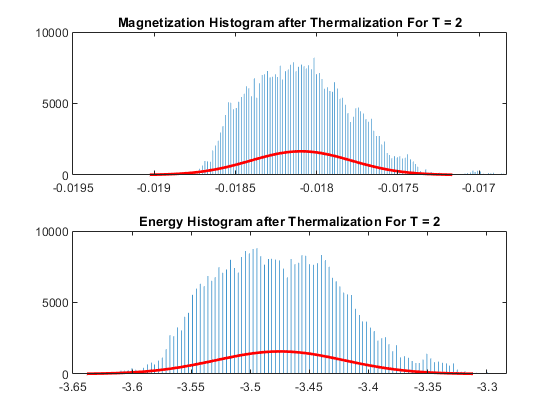 Magnetization Histogram after Thermalization For T = 2
10000
5000
0
-0.0195 -0.019 -0.0185 -0.018 -0.0175 -0.017
Energy Histogram after Thermalization For T = 2
10000
5000
0
-3.65 -3.6 -3.55 -3.5 -3.45 -3.4 -3.35 -3.3